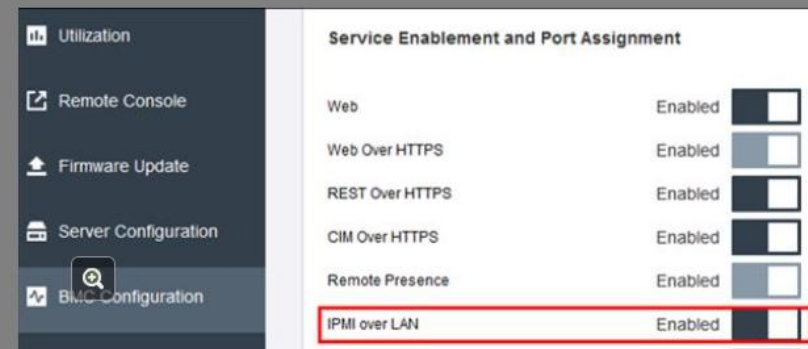 Utilization
Remote Console
Firmware Update
Server Configuration
BMC Configuration
Service Enablement and Port Assignment
Web Enabled
Web Over HTTPS Enabled
REST Over HTTPS Enabled
CIM Over HTTPS Enabled
Remote Presence Enabled
IPMI over LAN Enabled